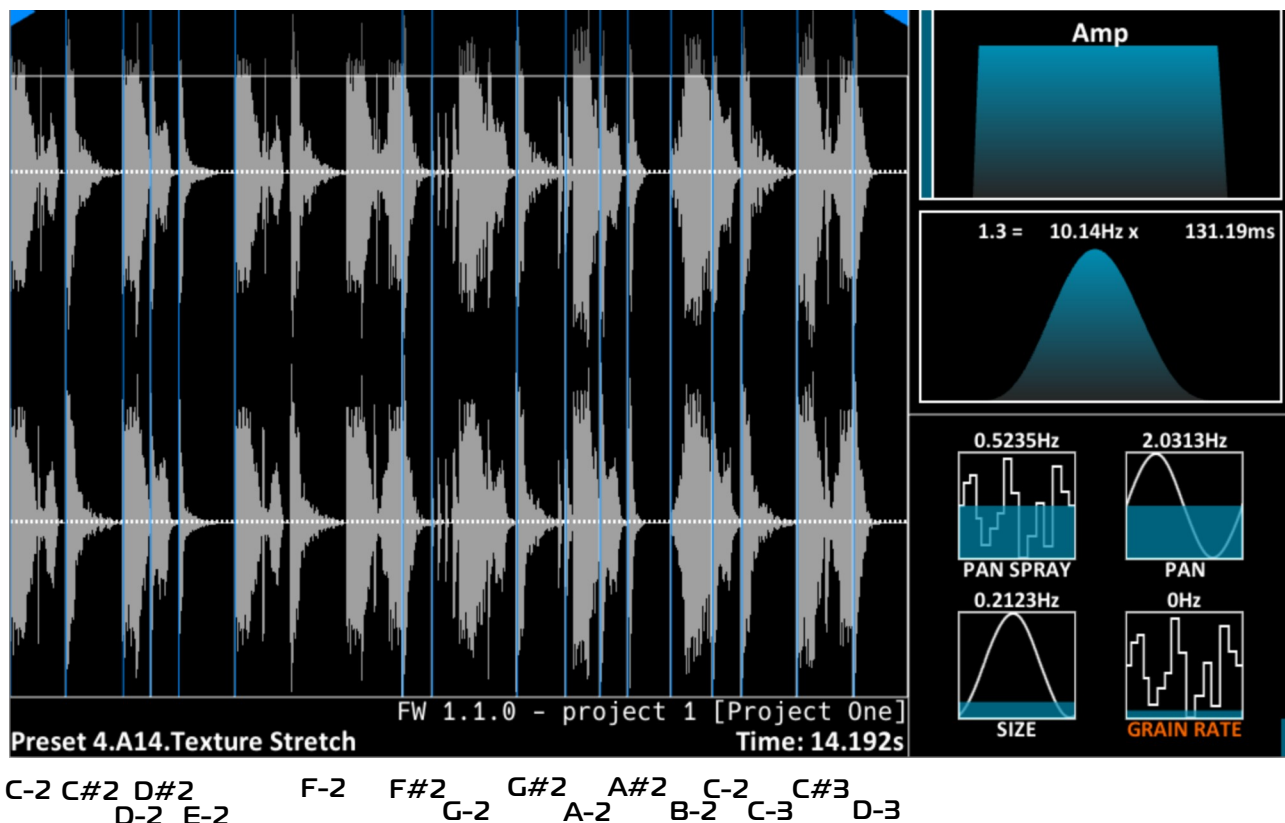 Amp
1.3 = 10.14Hz x 131.19ms
0.5235Hz 2.0313Hz
PAN SPRAY PAN
0.2123Hz 0Hz
SIZE GRAIN RATE
FW 1.1.0 - project 1 [Project One]
Preset 4.A14.Texture Stretch Time: 14.192s
C-2 C#2 D#2 F-2 F#2 G#2 A#2 C-2 C#3
D-2 E-2 G-2 A-2 B-2 C-3 D-3